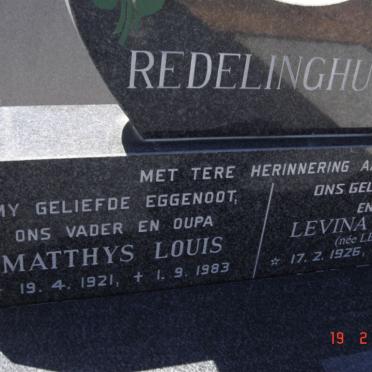 REDELINGHU
MET TERE HERINNERING A
MY GELIEFDE EGGENOOT,
ONS VADER EN OUPA
MATTHYS LOUIS
19. 4. 1921, + 1. 9. 1983
ONS GEL
EN
LEVINA
(née LE
* 17. 2. 1926,
19 2